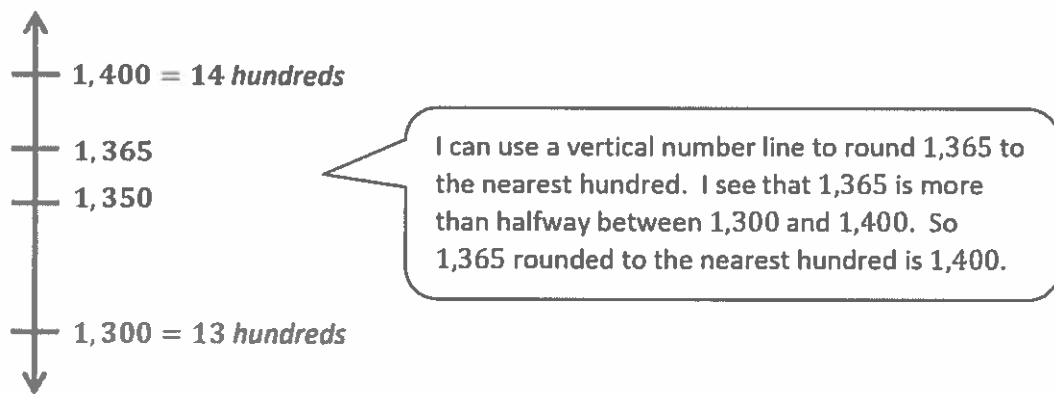 1,400 = 14 hundreds
1,365
1,350
1,300 = 13 hundreds
I can use a vertical number line to round 1,365 to
the nearest hundred. I see that 1,365 is more
than halfway between 1,300 and 1,400. So
1,365 rounded to the nearest hundred is 1,400.